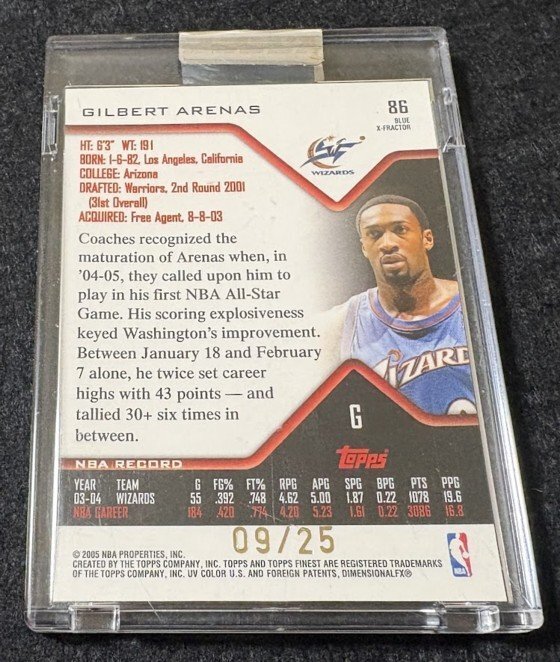 GILBERT ARENAS
86
BLUE
X-FRACTOR
HT: 6'3" WT: 191
BORN: 1-6-82, Los Angeles, California
COLLEGE: Arizona
DRAFTED: Warriors, 2nd Round 2001
(31st Overall)
ACQUIRED: Free Agent, 8-8-03
WIZARDS
Coaches recognized the
maturation of Arenas when, in
'04-05, they called upon him to
play in his first NBA All-Star
Game. His scoring explosiveness
keyed Washington's improvement.
Between January 18 and February
7 alone, he twice set career
highs with 43 points — and
tallied 30+ six times in
between.
IZARD
G
topps
NBA RECORD
YEAR TEAM G FG% FT% RPG APG SPG BPG PTS PPG
03-04 WIZARDS 55 .392 .748 4.62 5.00 1.87 0.22 1078 19.6
NBA CAREER 184 .420 .774 4.20 5.23 1.61 0.22 3086 16.8
09/25
© 2005 NBA PROPERTIES, INC.
CREATED BY THE TOPPS COMPANY, INC. TOPPS AND TOPPS FINEST ARE REGISTERED TRADEMARKS
OF THE TOPPS COMPANY, INC. UV COLOR U.S. AND FOREIGN PATENTS, DIMENSIONALFX®
NBA